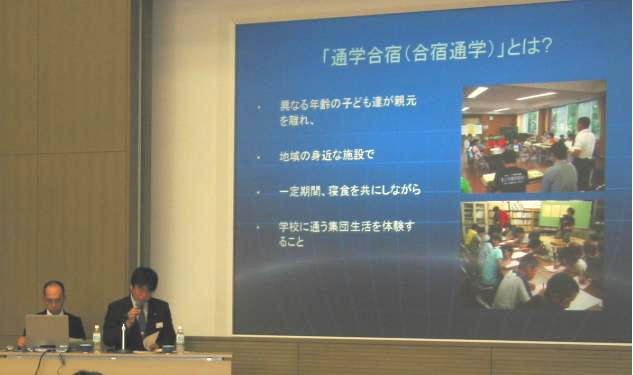 「通学合宿(合宿通学)」とは?
・ 異なる年齢の子ども達が親元
を離れ、
・ 地域の身近な施設で
・ 一定期間、寝食を共にしながら
・ 学校に通う集団生活を体験す
ること